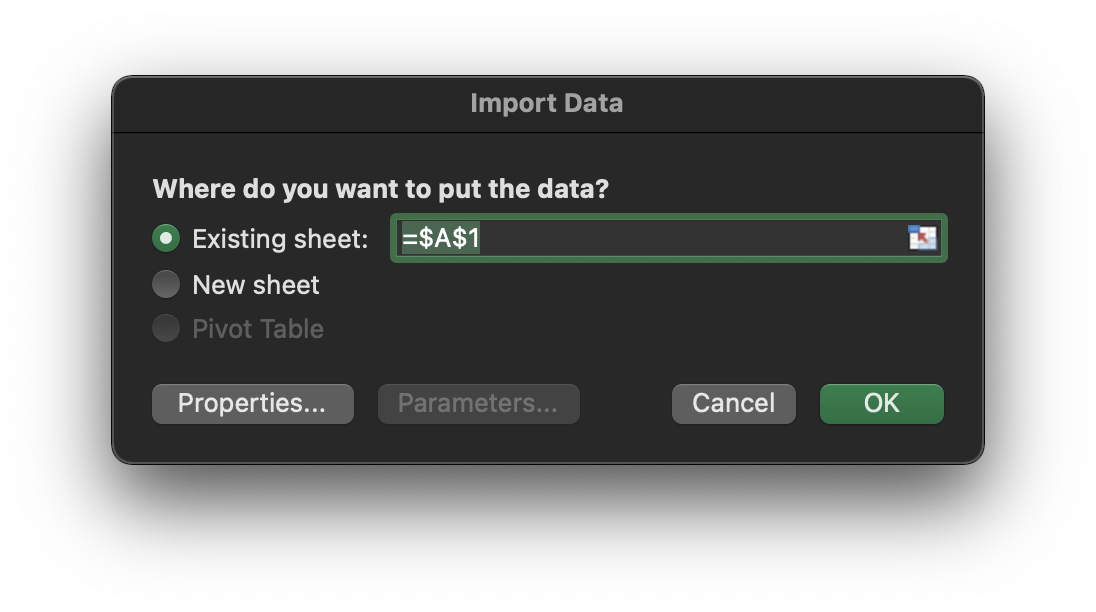 Import Data
Where do you want to put the data?
Existing sheet: =$A$1
New sheet
Pivot Table
Properties... Parameters... Cancel OK